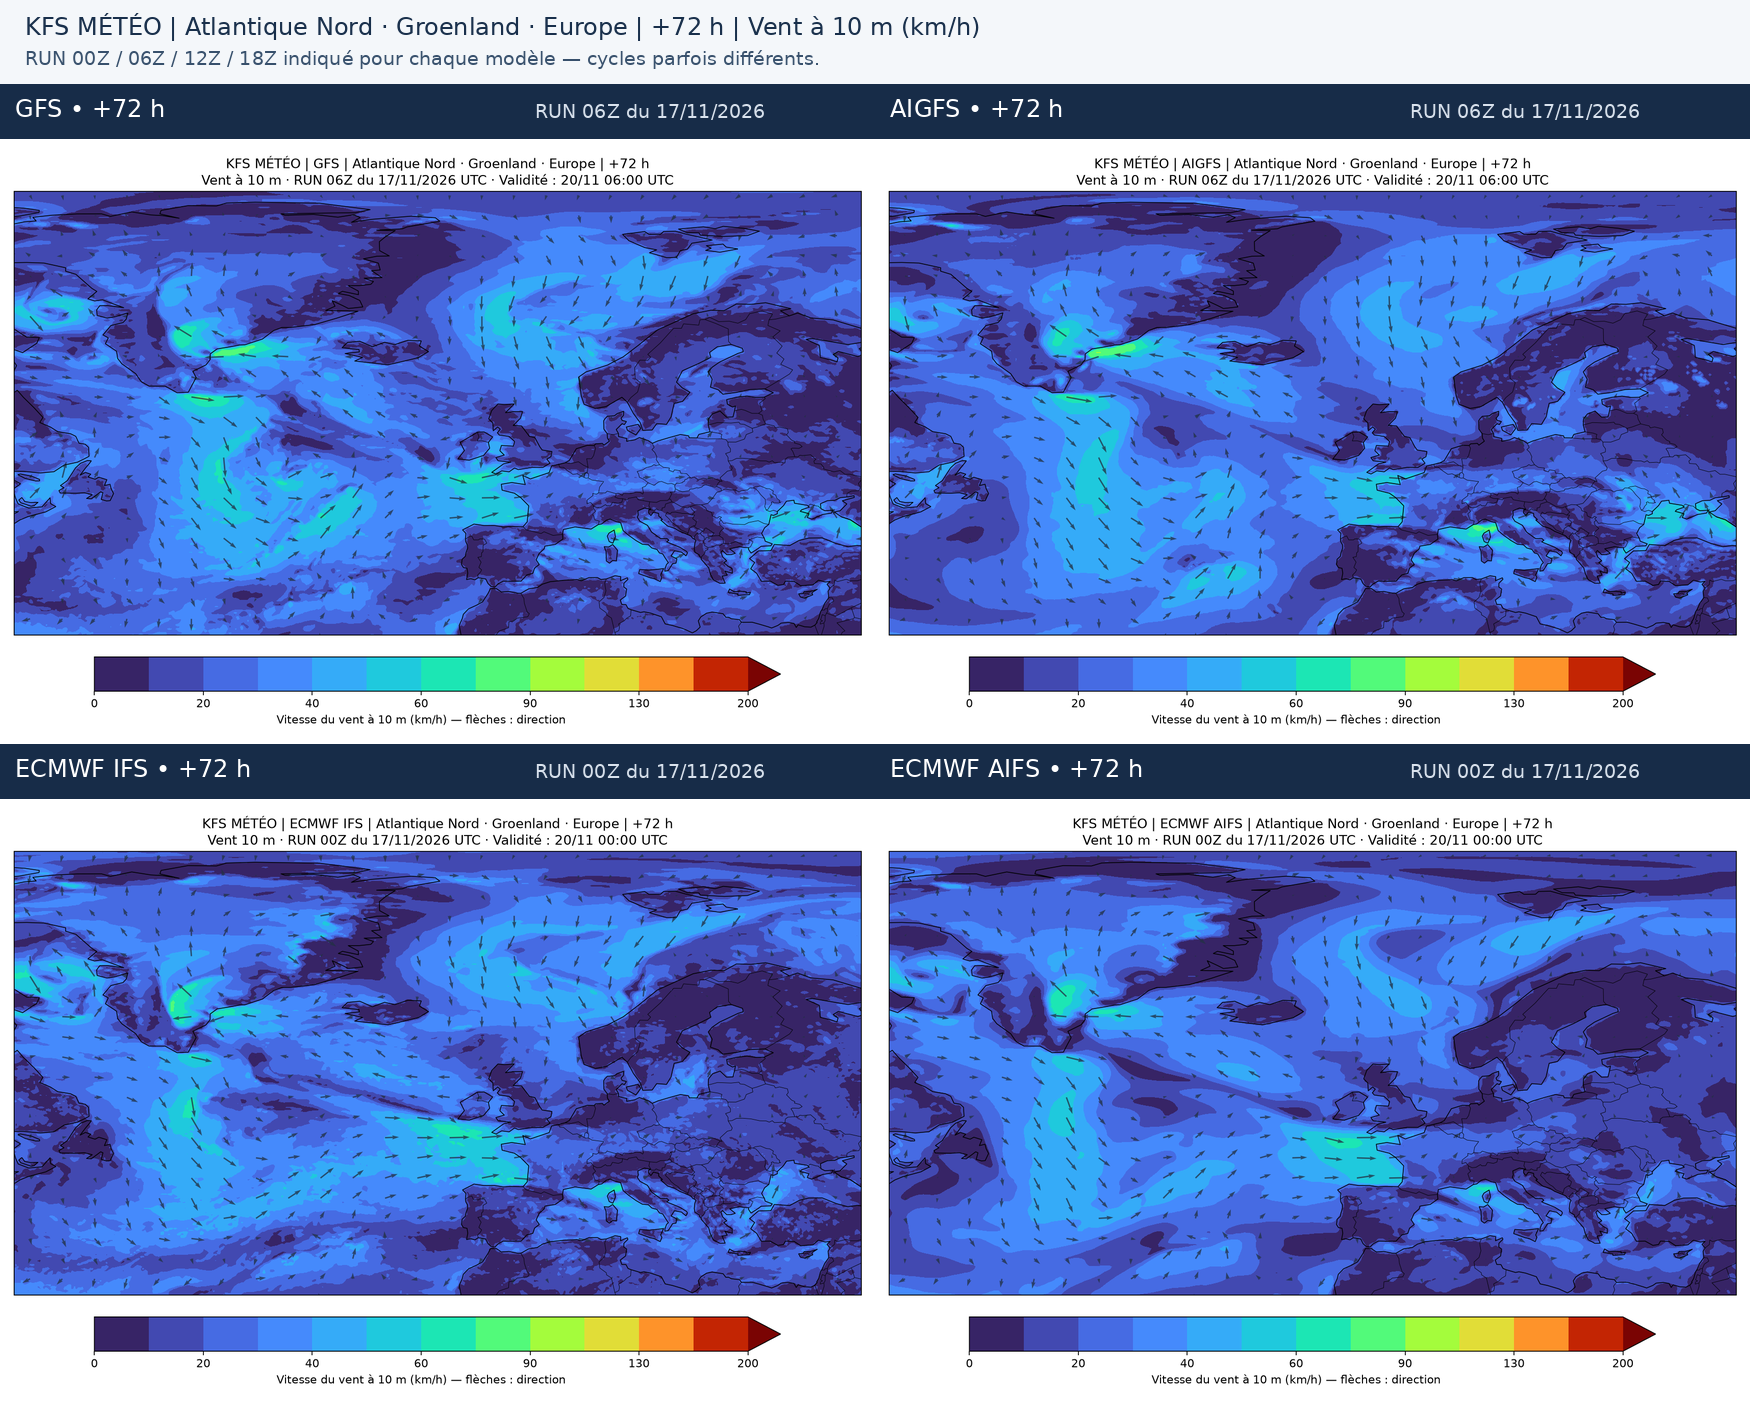 KFS MÉTÉO | Atlantique Nord · Groenland · Europe | +72 h | Vent à 10 m (km/h)
RUN 00Z / 06Z / 12Z / 18Z indiqué pour chaque modèle — cycles parfois différents.
GFS • +72 h
RUN 06Z du 17/11/2026
KFS MÉTÉO | GFS | Atlantique Nord · Groenland · Europe | +72 h
Vent à 10 m · RUN 06Z du 17/11/2026 UTC · Validité : 20/11 06:00 UTC
0 20 40 60 90 130 200
Vitesse du vent à 10 m (km/h) — flèches : direction
AIGFS • +72 h
RUN 06Z du 17/11/2026
KFS MÉTÉO | AIGFS | Atlantique Nord · Groenland · Europe | +72 h
Vent à 10 m · RUN 06Z du 17/11/2026 UTC · Validité : 20/11 06:00 UTC
0 20 40 60 90 130 200
Vitesse du vent à 10 m (km/h) — flèches : direction
ECMWF IFS • +72 h
RUN 00Z du 17/11/2026
KFS MÉTÉO | ECMWF IFS | Atlantique Nord · Groenland · Europe | +72 h
Vent 10 m · RUN 00Z du 17/11/2026 UTC · Validité : 20/11 00:00 UTC
0 20 40 60 90 130 200
Vitesse du vent à 10 m (km/h) — flèches : direction
ECMWF AIFS • +72 h
RUN 00Z du 17/11/2026
KFS MÉTÉO | ECMWF AIFS | Atlantique Nord · Groenland · Europe | +72 h
Vent 10 m · RUN 00Z du 17/11/2026 UTC · Validité : 20/11 00:00 UTC
0 20 40 60 90 130 200
Vitesse du vent à 10 m (km/h) — flèches : direction